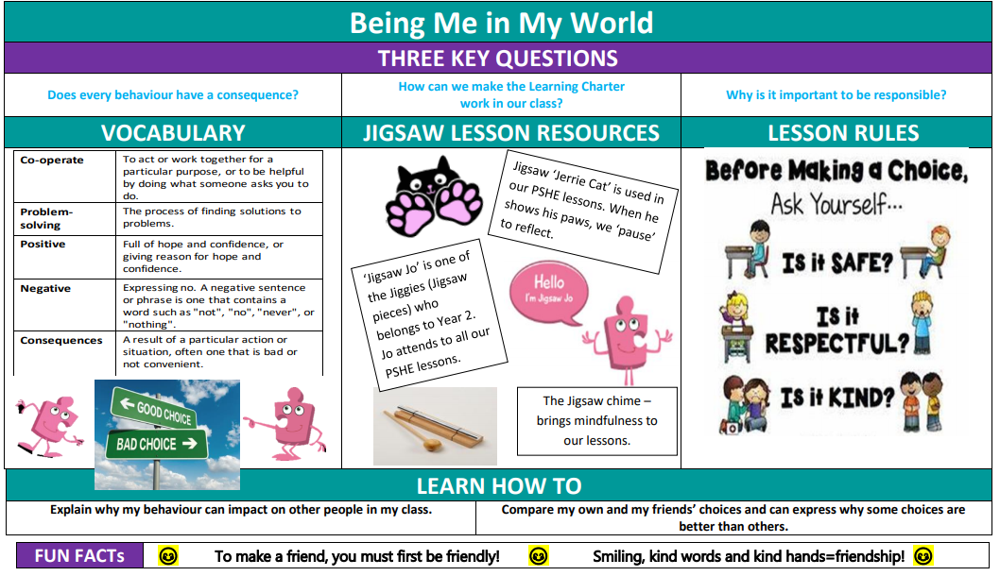 Being Me in My World
THREE KEY QUESTIONS
Does every behaviour have a consequence?
How can we make the Learning Charter
work in our class?
Why is it important to be responsible?
VOCABULARY
Co-operate
To act or work together for a
particular purpose, or to be helpful
by doing what someone asks you to
do.
Problem-
solving
The process of finding solutions to
problems.
Positive
Full of hope and confidence, or
giving reason for hope and
confidence.
Negative
Expressing no. A negative sentence
or phrase is one that contains a
word such as "not", "no", "never", or
"nothing".
Consequences
A result of a particular action or
situation, often one that is bad or
not convenient.
GOOD CHOICE
BAD CHOICE
JIGSAW LESSON RESOURCES
Jigsaw ‘Jerrie Cat’ is used in
our PSHE lessons. When he
shows his paws, we ‘pause’
to reflect.
‘Jigsaw Jo’ is one of
the Jiggies (Jigsaw
pieces) who
belongs to Year 2.
Jo attends to all our
PSHE lessons.
Hello
I'm Jigsaw Jo
The Jigsaw chime –
brings mindfulness to
our lessons.
LESSON RULES
Before Making a Choice,
Ask Yourself...
Is it SAFE?
Is it
RESPECTFUL?
Is it KIND?
LEARN HOW TO
Explain why my behaviour can impact on other people in my class.
Compare my own and my friends’ choices and can express why some choices are
better than others.
FUN FACTs
To make a friend, you must first be friendly!
Smiling, kind words and kind hands=friendship!